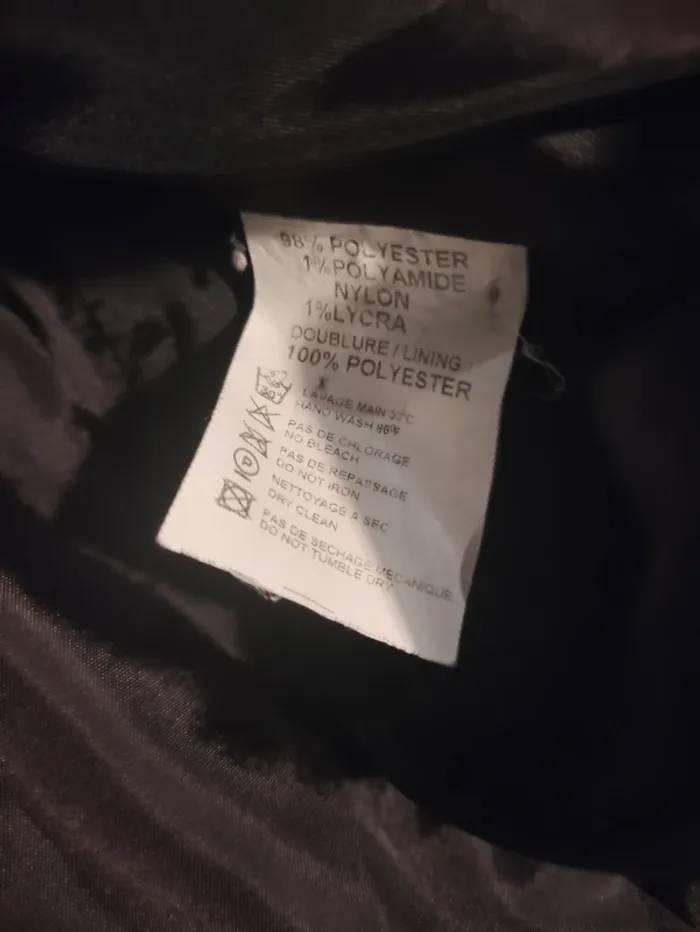 98% POLYESTER
1%POLYAMIDE
NYLON
1%LYCRA
DOUBLURE / LINING :
100% POLYESTER
LAVAGE MAIN 30°C
HAND WASH 86°F
PAS DE CHLORAGE
NO BLEACH
PAS DE REPASSAGE
DO NOT IRON
NETTOYAGE A SEC
DRY CLEAN
PAS DE SECHAGE MECANIQUE
DO NOT TUMBLE DRY